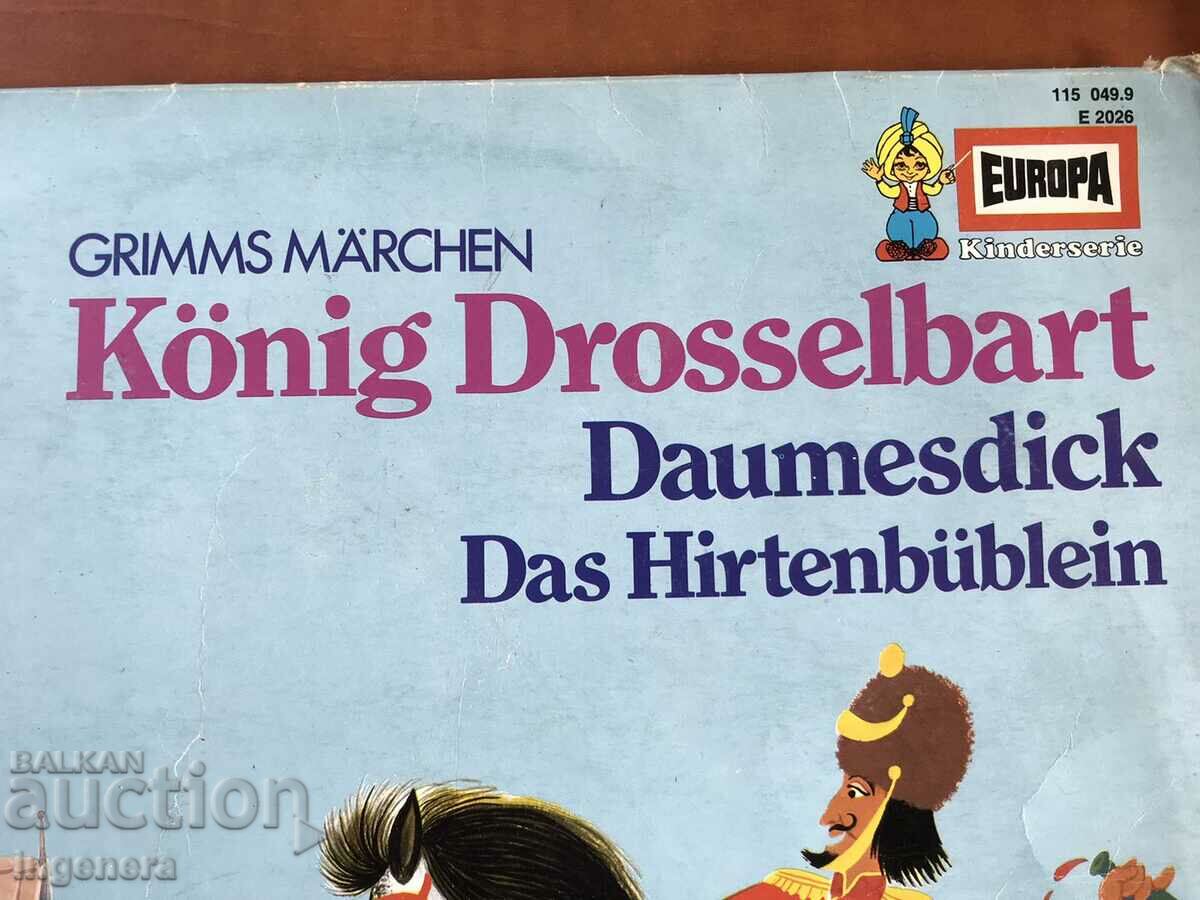 115 049.9
E 2026
EUROPA
Kinderserie
GRIMMS MÄRCHEN
König Drosselbart
Daumesdick
Das Hirtenbüblein
BALKAN
auction
ingenera